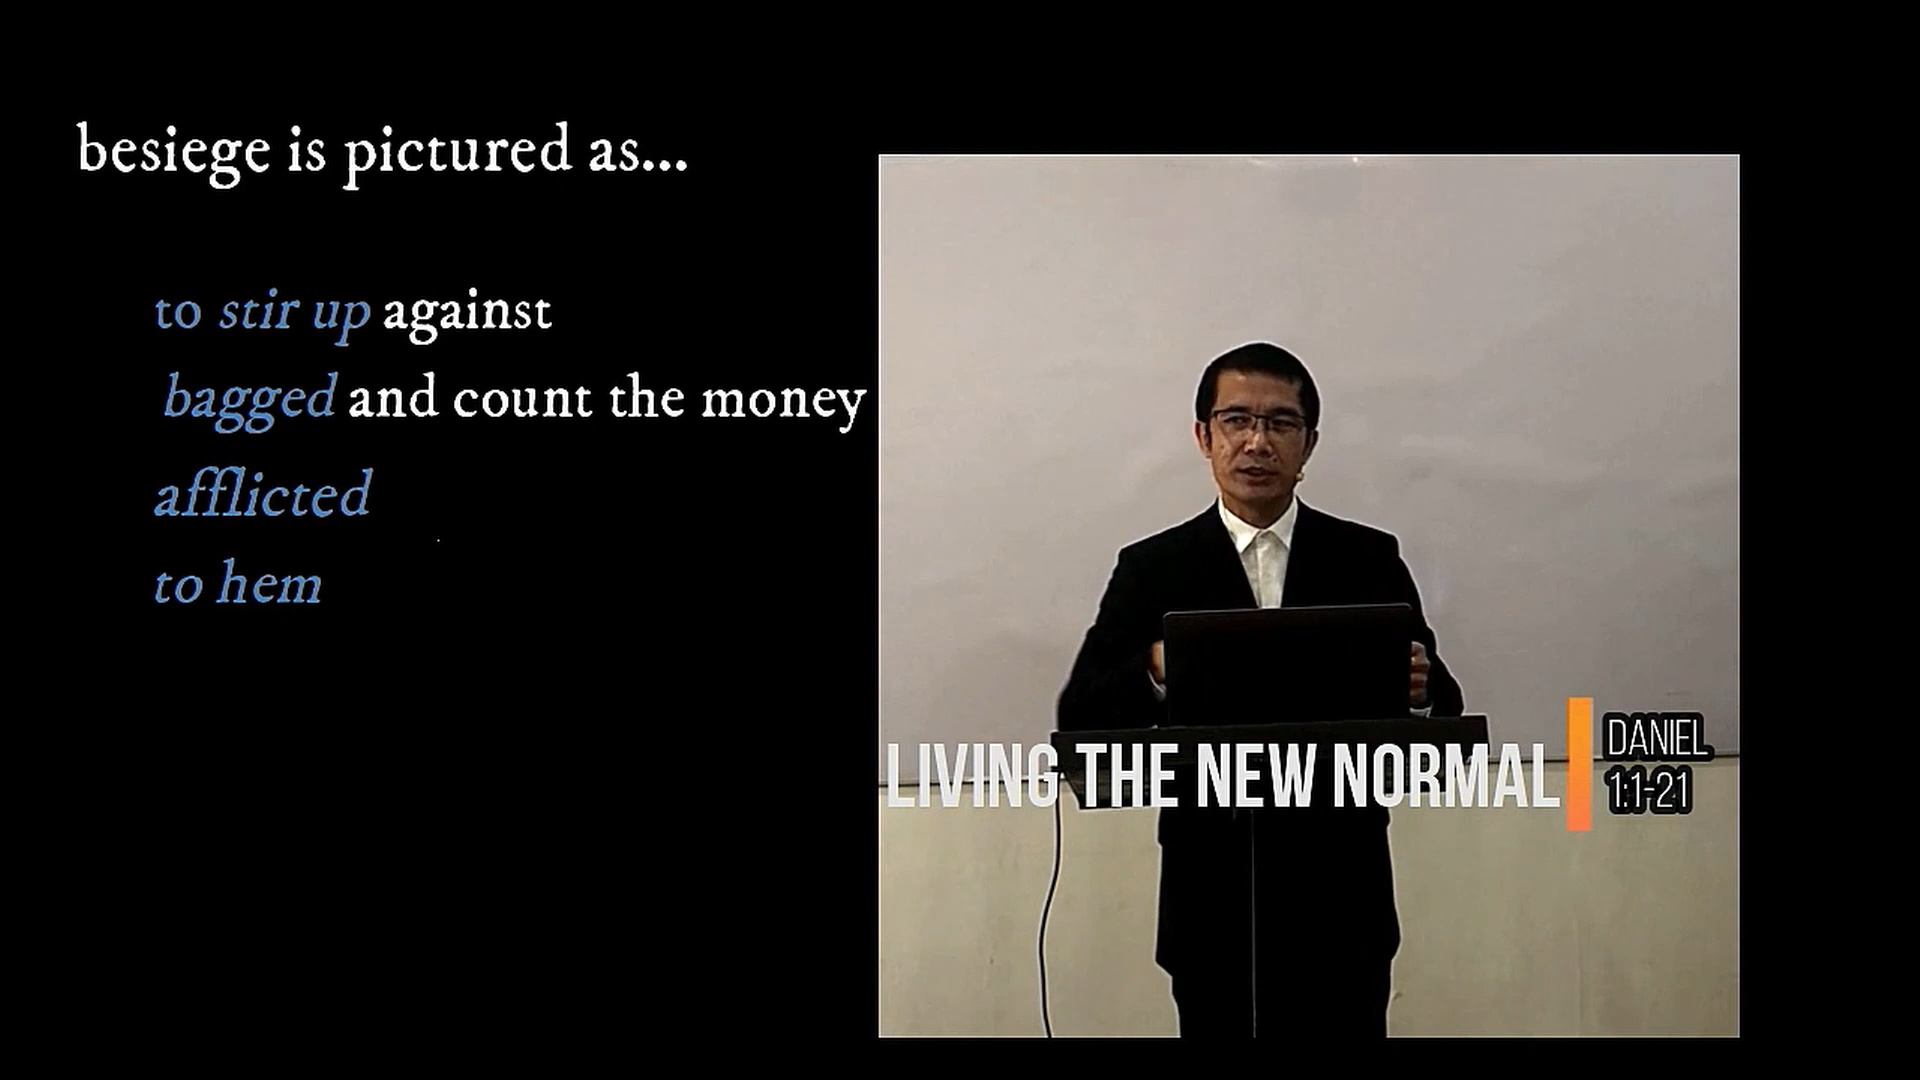 besiege is pictured as...
to stir up against
bagged and count the money
afflicted
to hem
LIVING THE NEW NORMAL
DANIEL
1:1-21